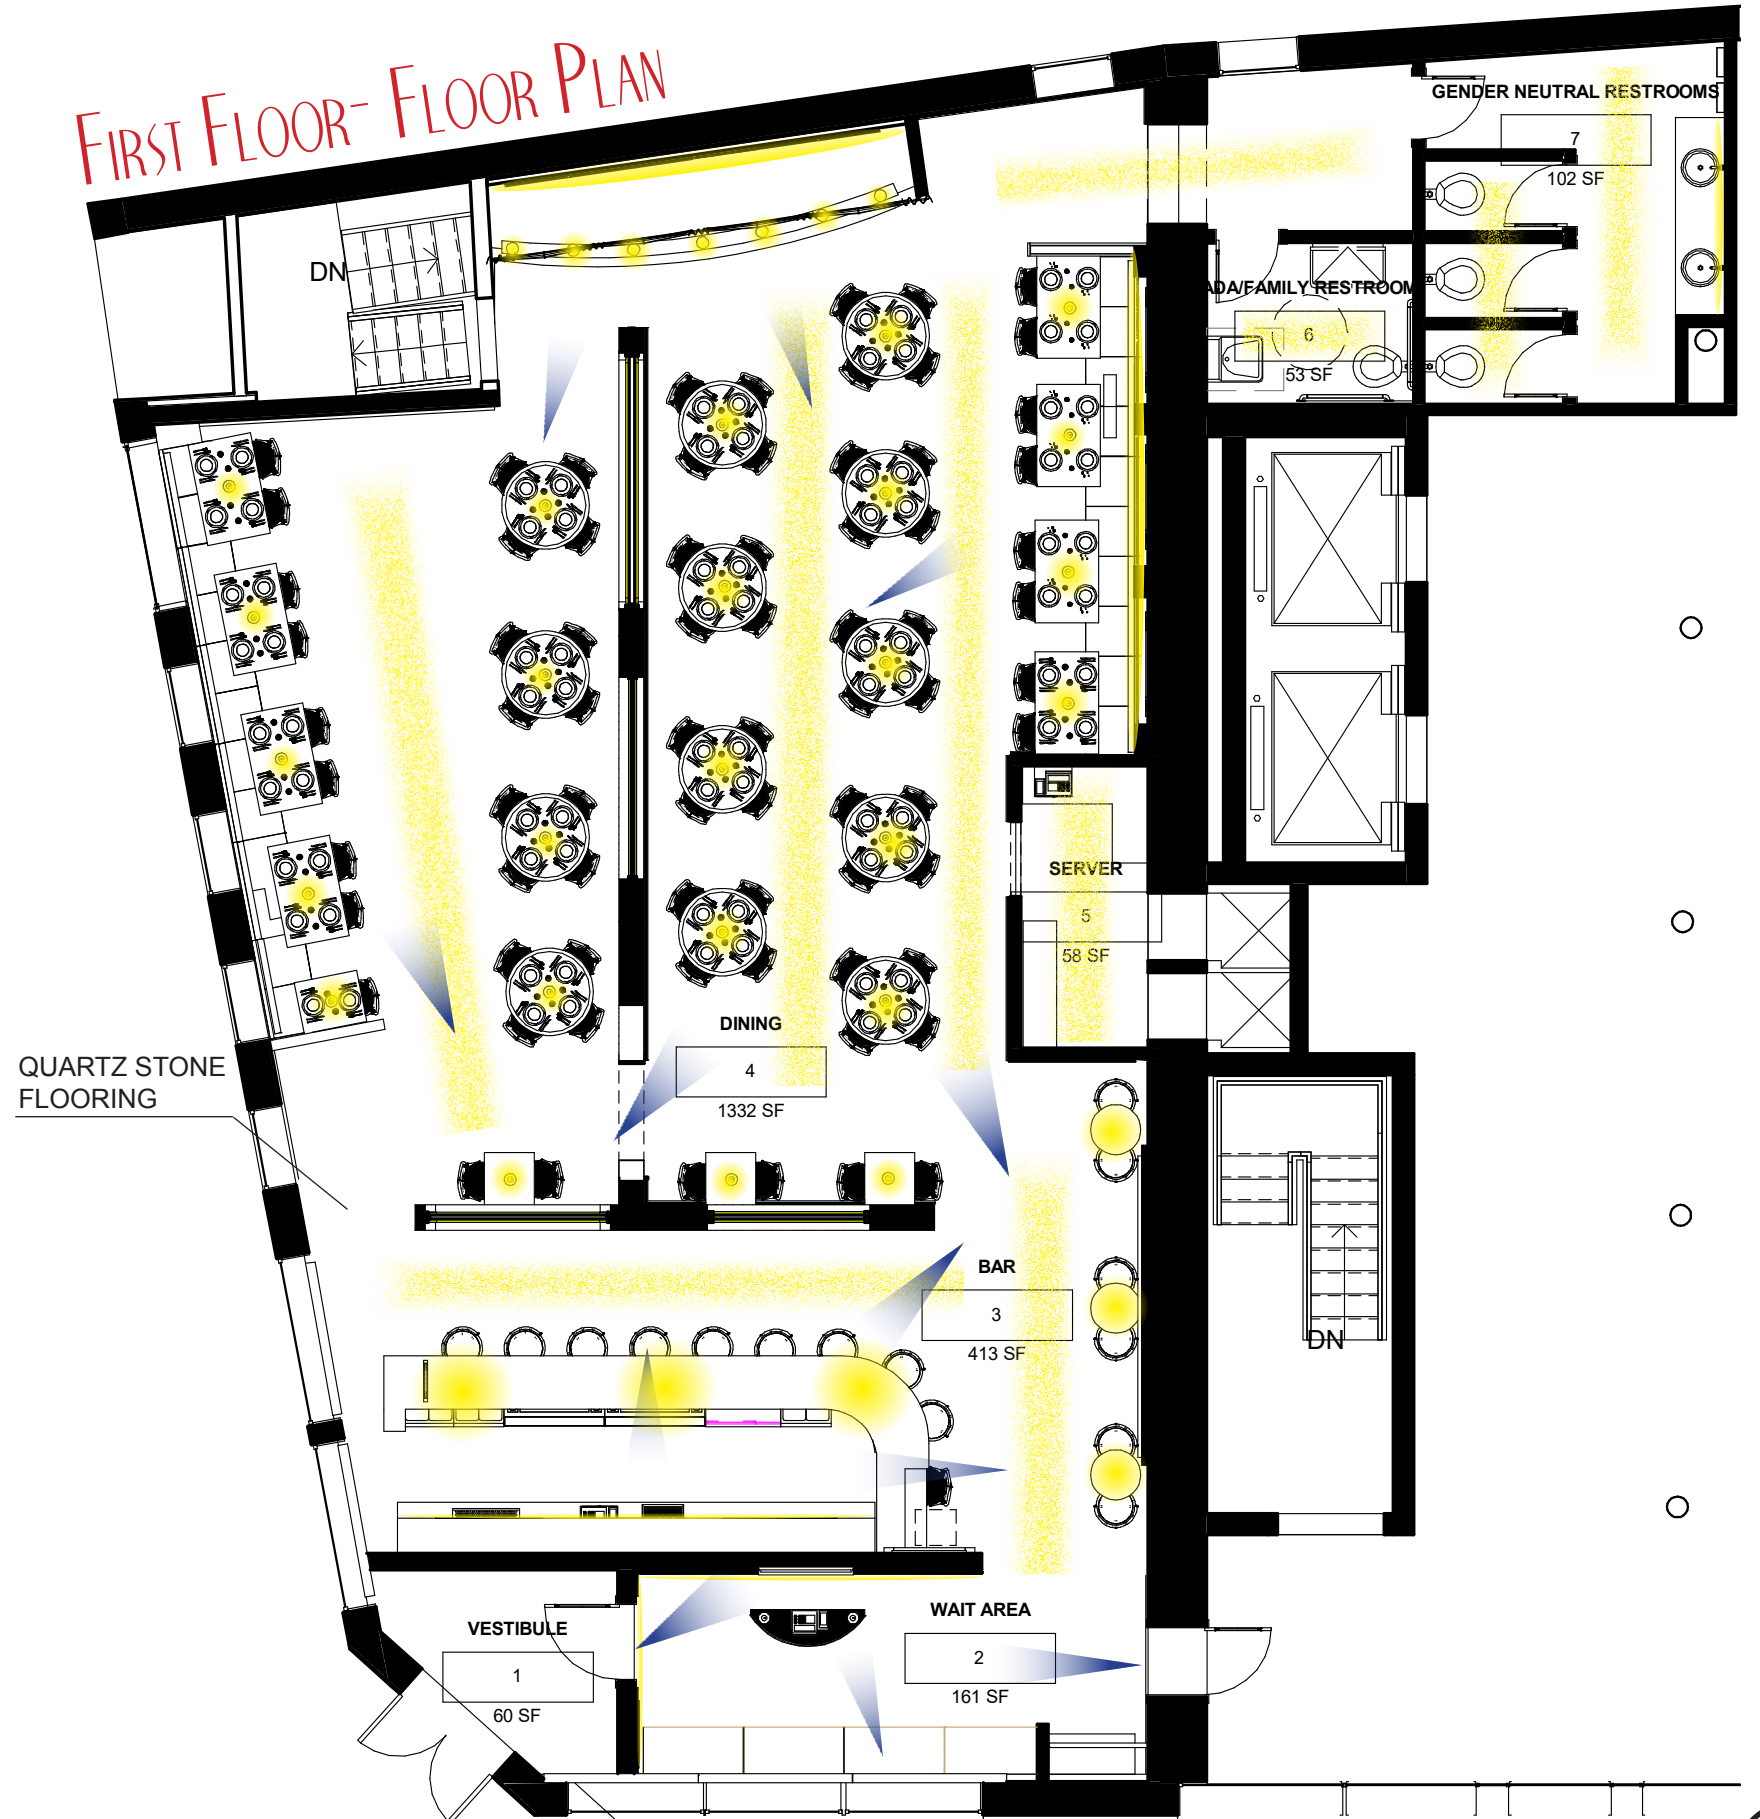 FIRST FLOOR- FLOOR PLAN
GENDER NEUTRAL RESTROOMS
7
102 SF
DN
ADA/FAMILY RESTROOM
6
53 SF
SERVER
5
58 SF
DINING
4
1332 SF
QUARTZ STONE
FLOORING
BAR
3
413 SF
DN
WAIT AREA
2
161 SF
VESTIBULE
1
60 SF